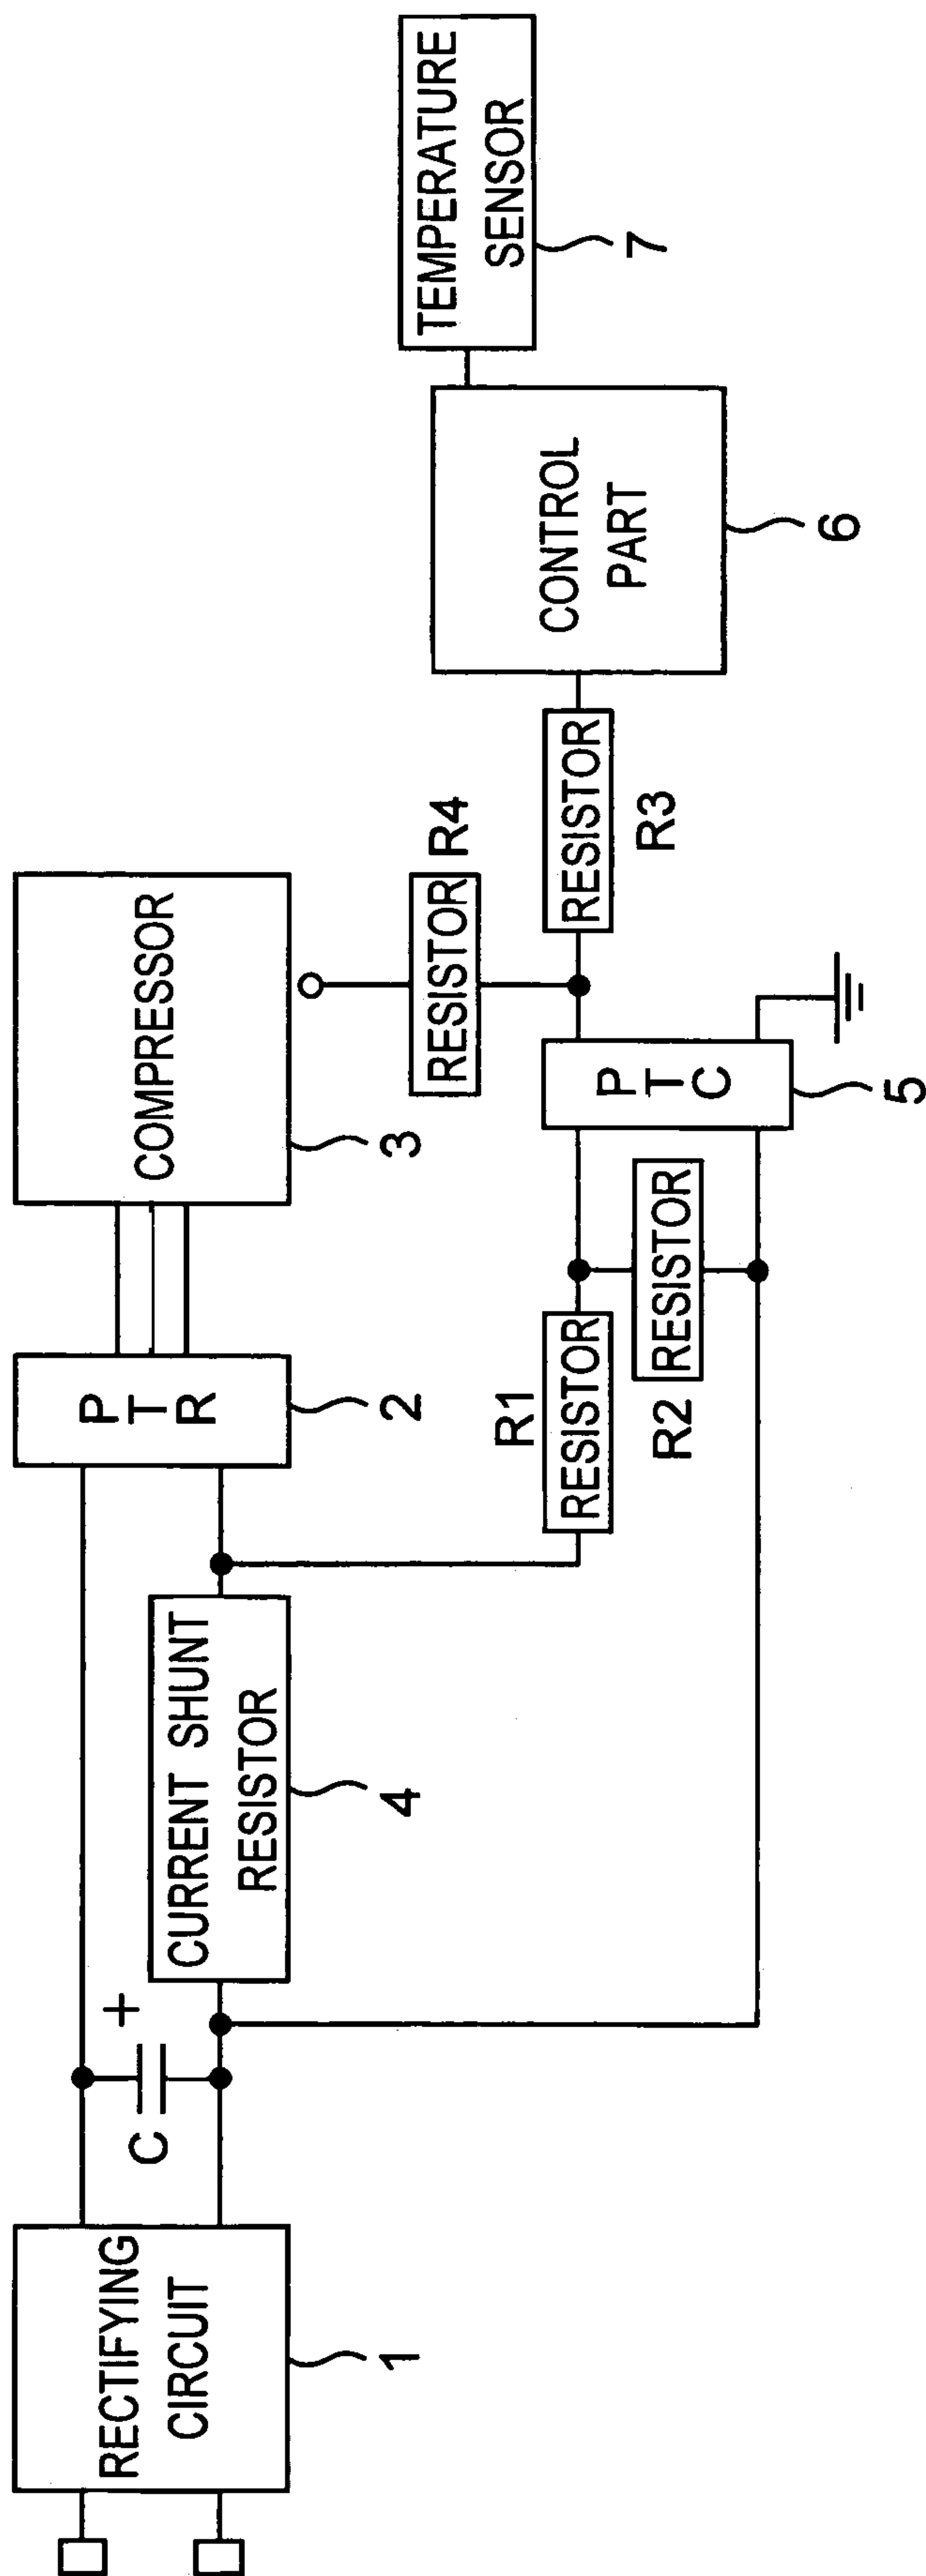 RECTIFYING
CIRCUIT
1
C
+
CURRENT SHUNT
RESISTOR
4
P
T
R
2
COMPRESSOR
3
R1
RESISTOR
RESISTOR
R2
P
T
C
5
RESISTOR
R4
RESISTOR
R3
CONTROL
PART
6
TEMPERATURE
SENSOR
7